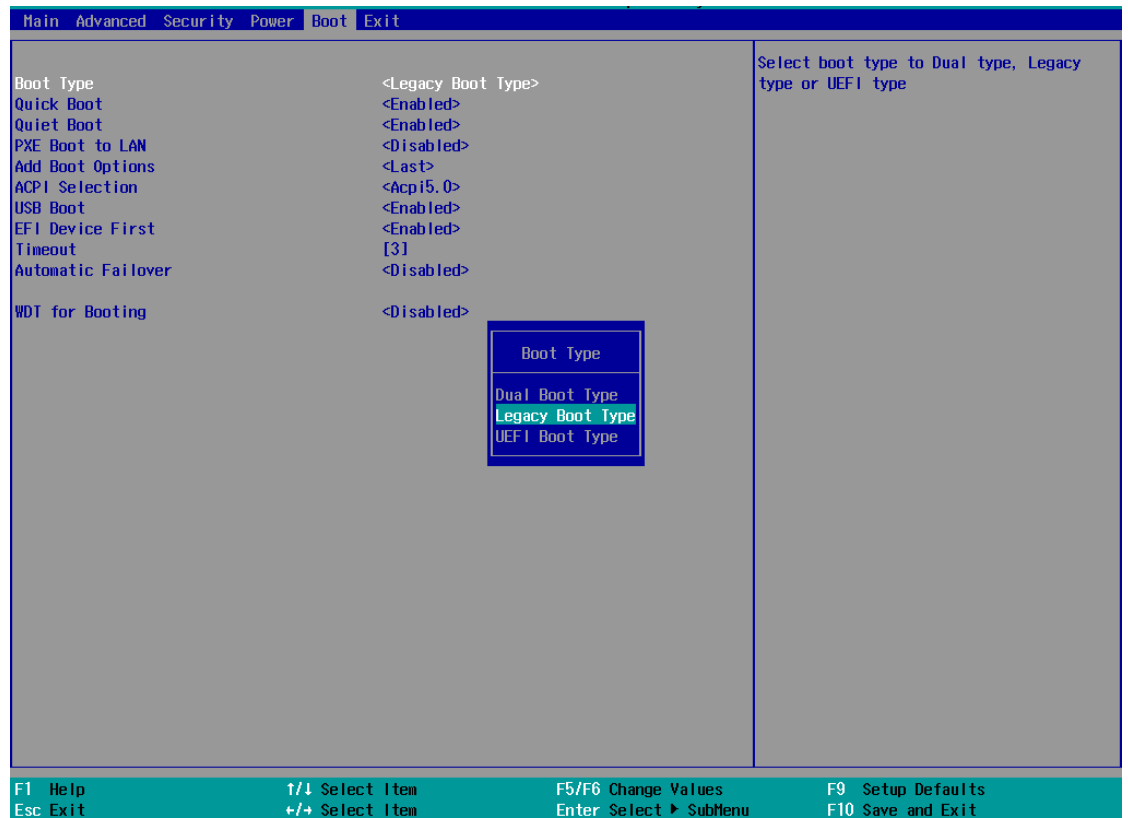 Main Advanced Security Power Boot Exit
Boot Type <Legacy Boot Type>
Quick Boot <Enabled>
Quiet Boot <Enabled>
PXE Boot to LAN <Disabled>
Add Boot Options <Last>
ACPI Selection <Acpi5.0>
USB Boot <Enabled>
EFI Device First <Enabled>
Timeout [3]
Automatic Failover <Disabled>
WDT for Booting <Disabled>
Boot Type
Dual Boot Type
Legacy Boot Type
UEFI Boot Type
Select boot type to Dual type, Legacy
type or UEFI type
F1 Help ↑/↓ Select Item F5/F6 Change Values F9 Setup Defaults
Esc Exit ←/→ Select Item Enter Select ▶ SubMenu F10 Save and Exit